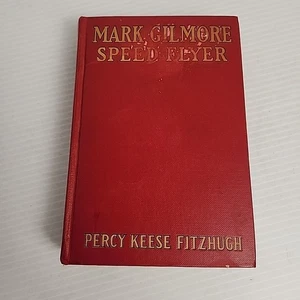 MARK GILMORE
SPEED FLYER
PERCY KEESE FITZHUGH